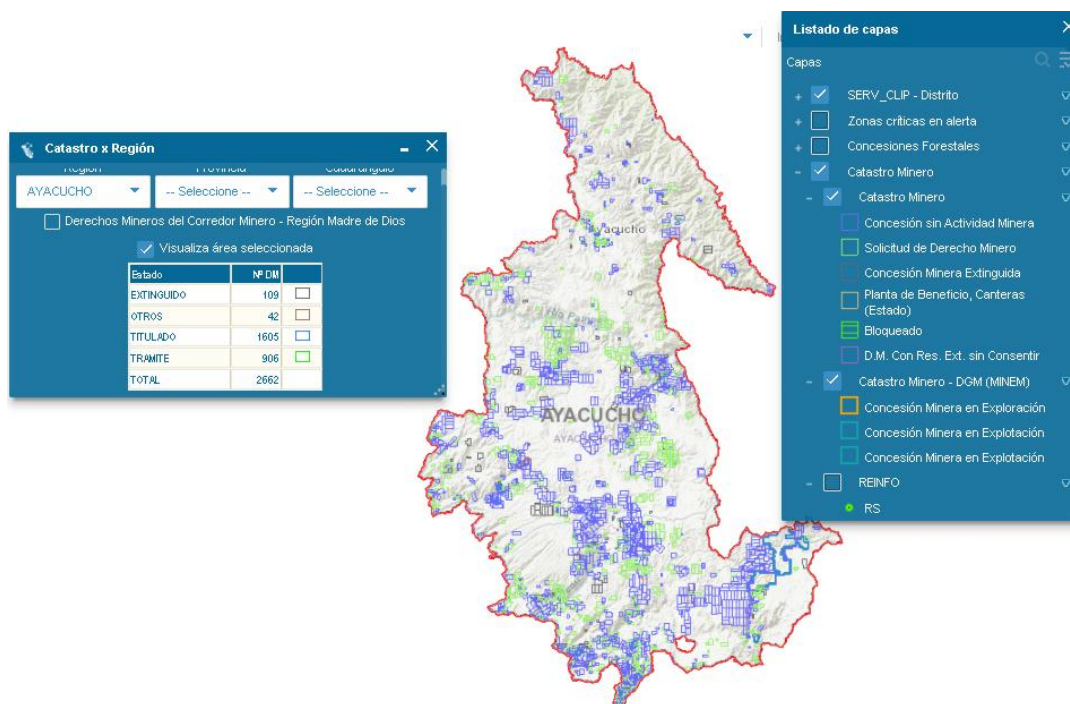 Listado de capas
Capas
SERV_CLIP - Distrito
Zonas críticas en alerta
Concesiones Forestales
Catastro Minero
Catastro Minero
Concesión sin Actividad Minera
Solicitud de Derecho Minero
Concesión Minera Extinguida
Planta de Beneficio, Canteras
(Estado)
Bloqueado
D.M. Con Res. Ext. sin Consentir
Catastro Minero - DGM (MINEM)
Concesión Minera en Exploración
Concesión Minera en Explotación
Concesión Minera en Explotación
REINFO
RS
Catastro x Región
Región Provincia Cuadrángulo
AYACUCHO -- Seleccione -- -- Seleccione --
Derechos Mineros del Corredor Minero - Región Madre de Dios
Visualiza área seleccionada
Estado Nº DM
EXTINGUIDO 109
OTROS 42
TITULADO 1605
TRAMITE 906
TOTAL 2662
Ayacucho
AYACUCHO
AYACUCHO